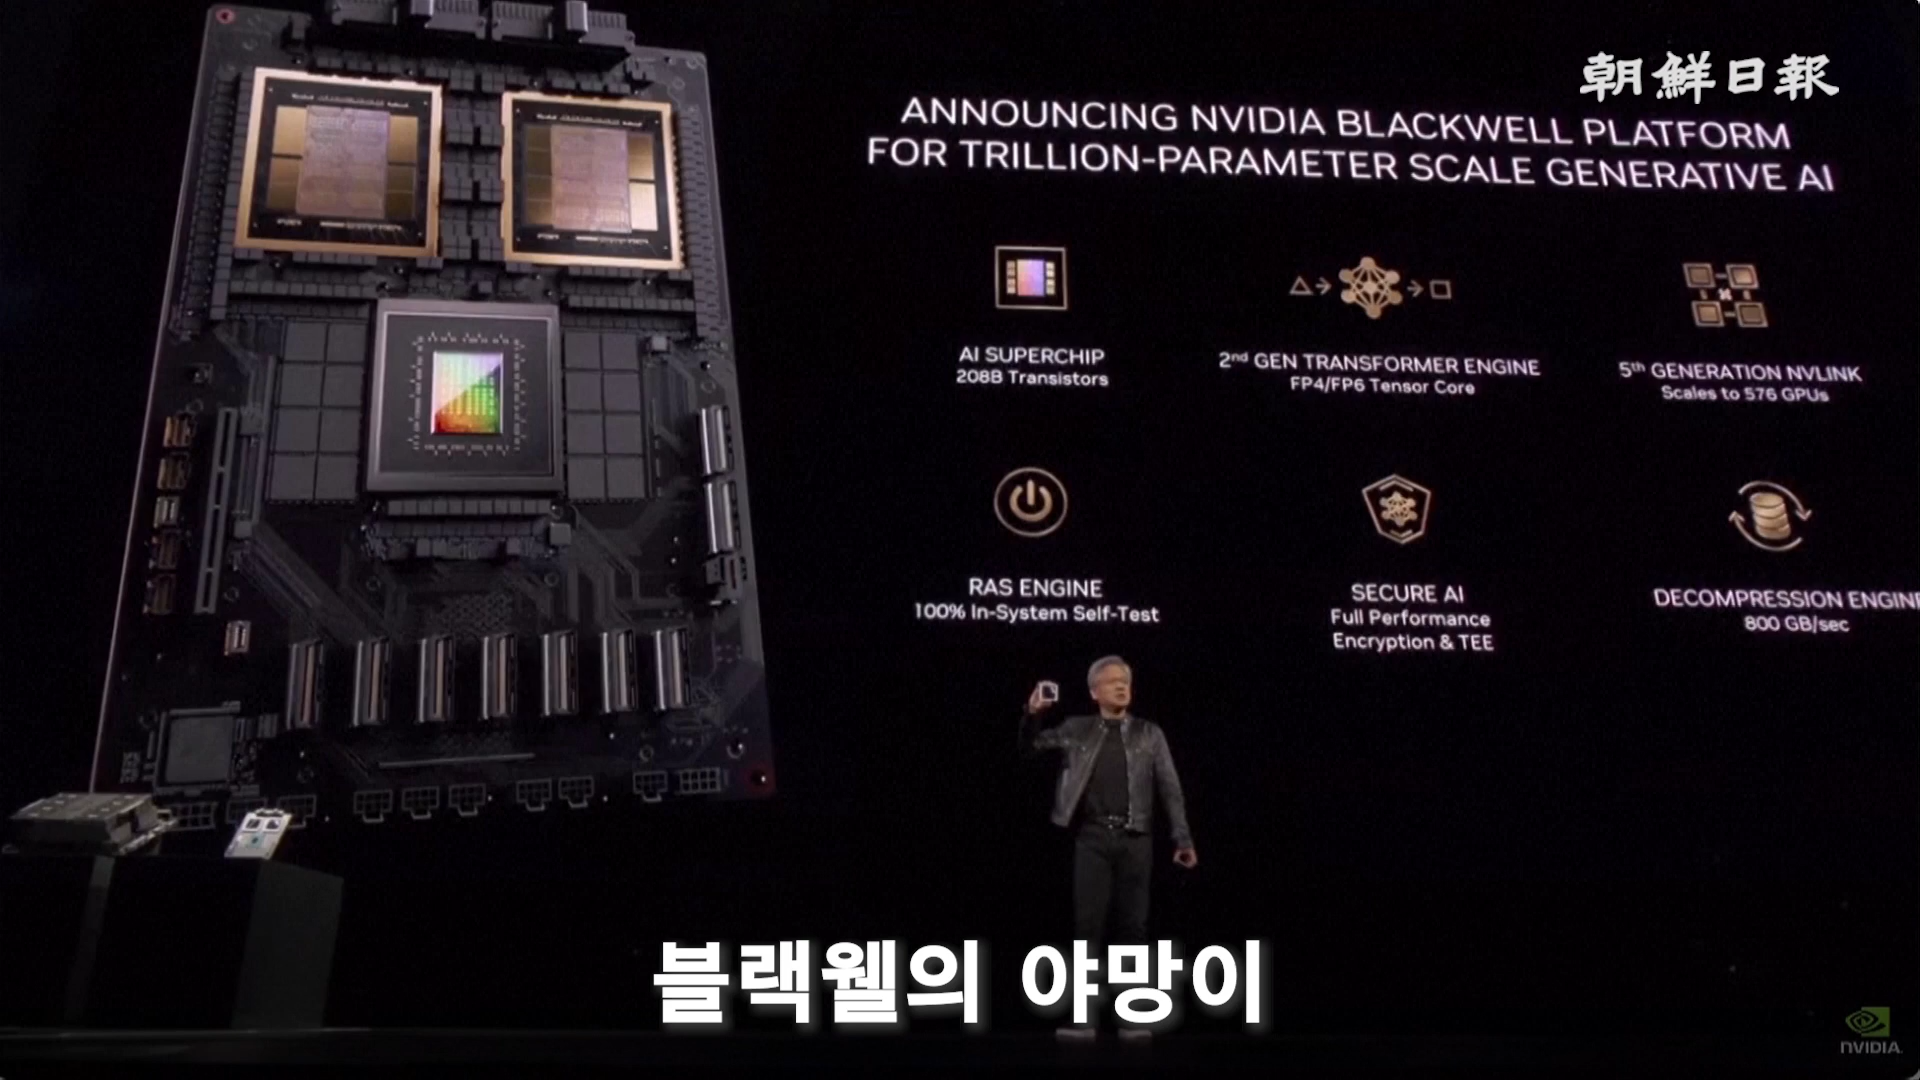 朝鮮日報
ANNOUNCING NVIDIA BLACKWELL PLATFORM
FOR TRILLION-PARAMETER SCALE GENERATIVE AI
AI SUPERCHIP
208B Transistors
2nd GEN TRANSFORMER ENGINE
FP4/FP6 Tensor Core
5th GENERATION NVLINK
Scales to 576 GPUs
RAS ENGINE
100% In-System Self-Test
SECURE AI
Full Performance
Encryption & TEE
DECOMPRESSION ENGINE
800 GB/sec
블랙웰의 야망이
NVIDIA.